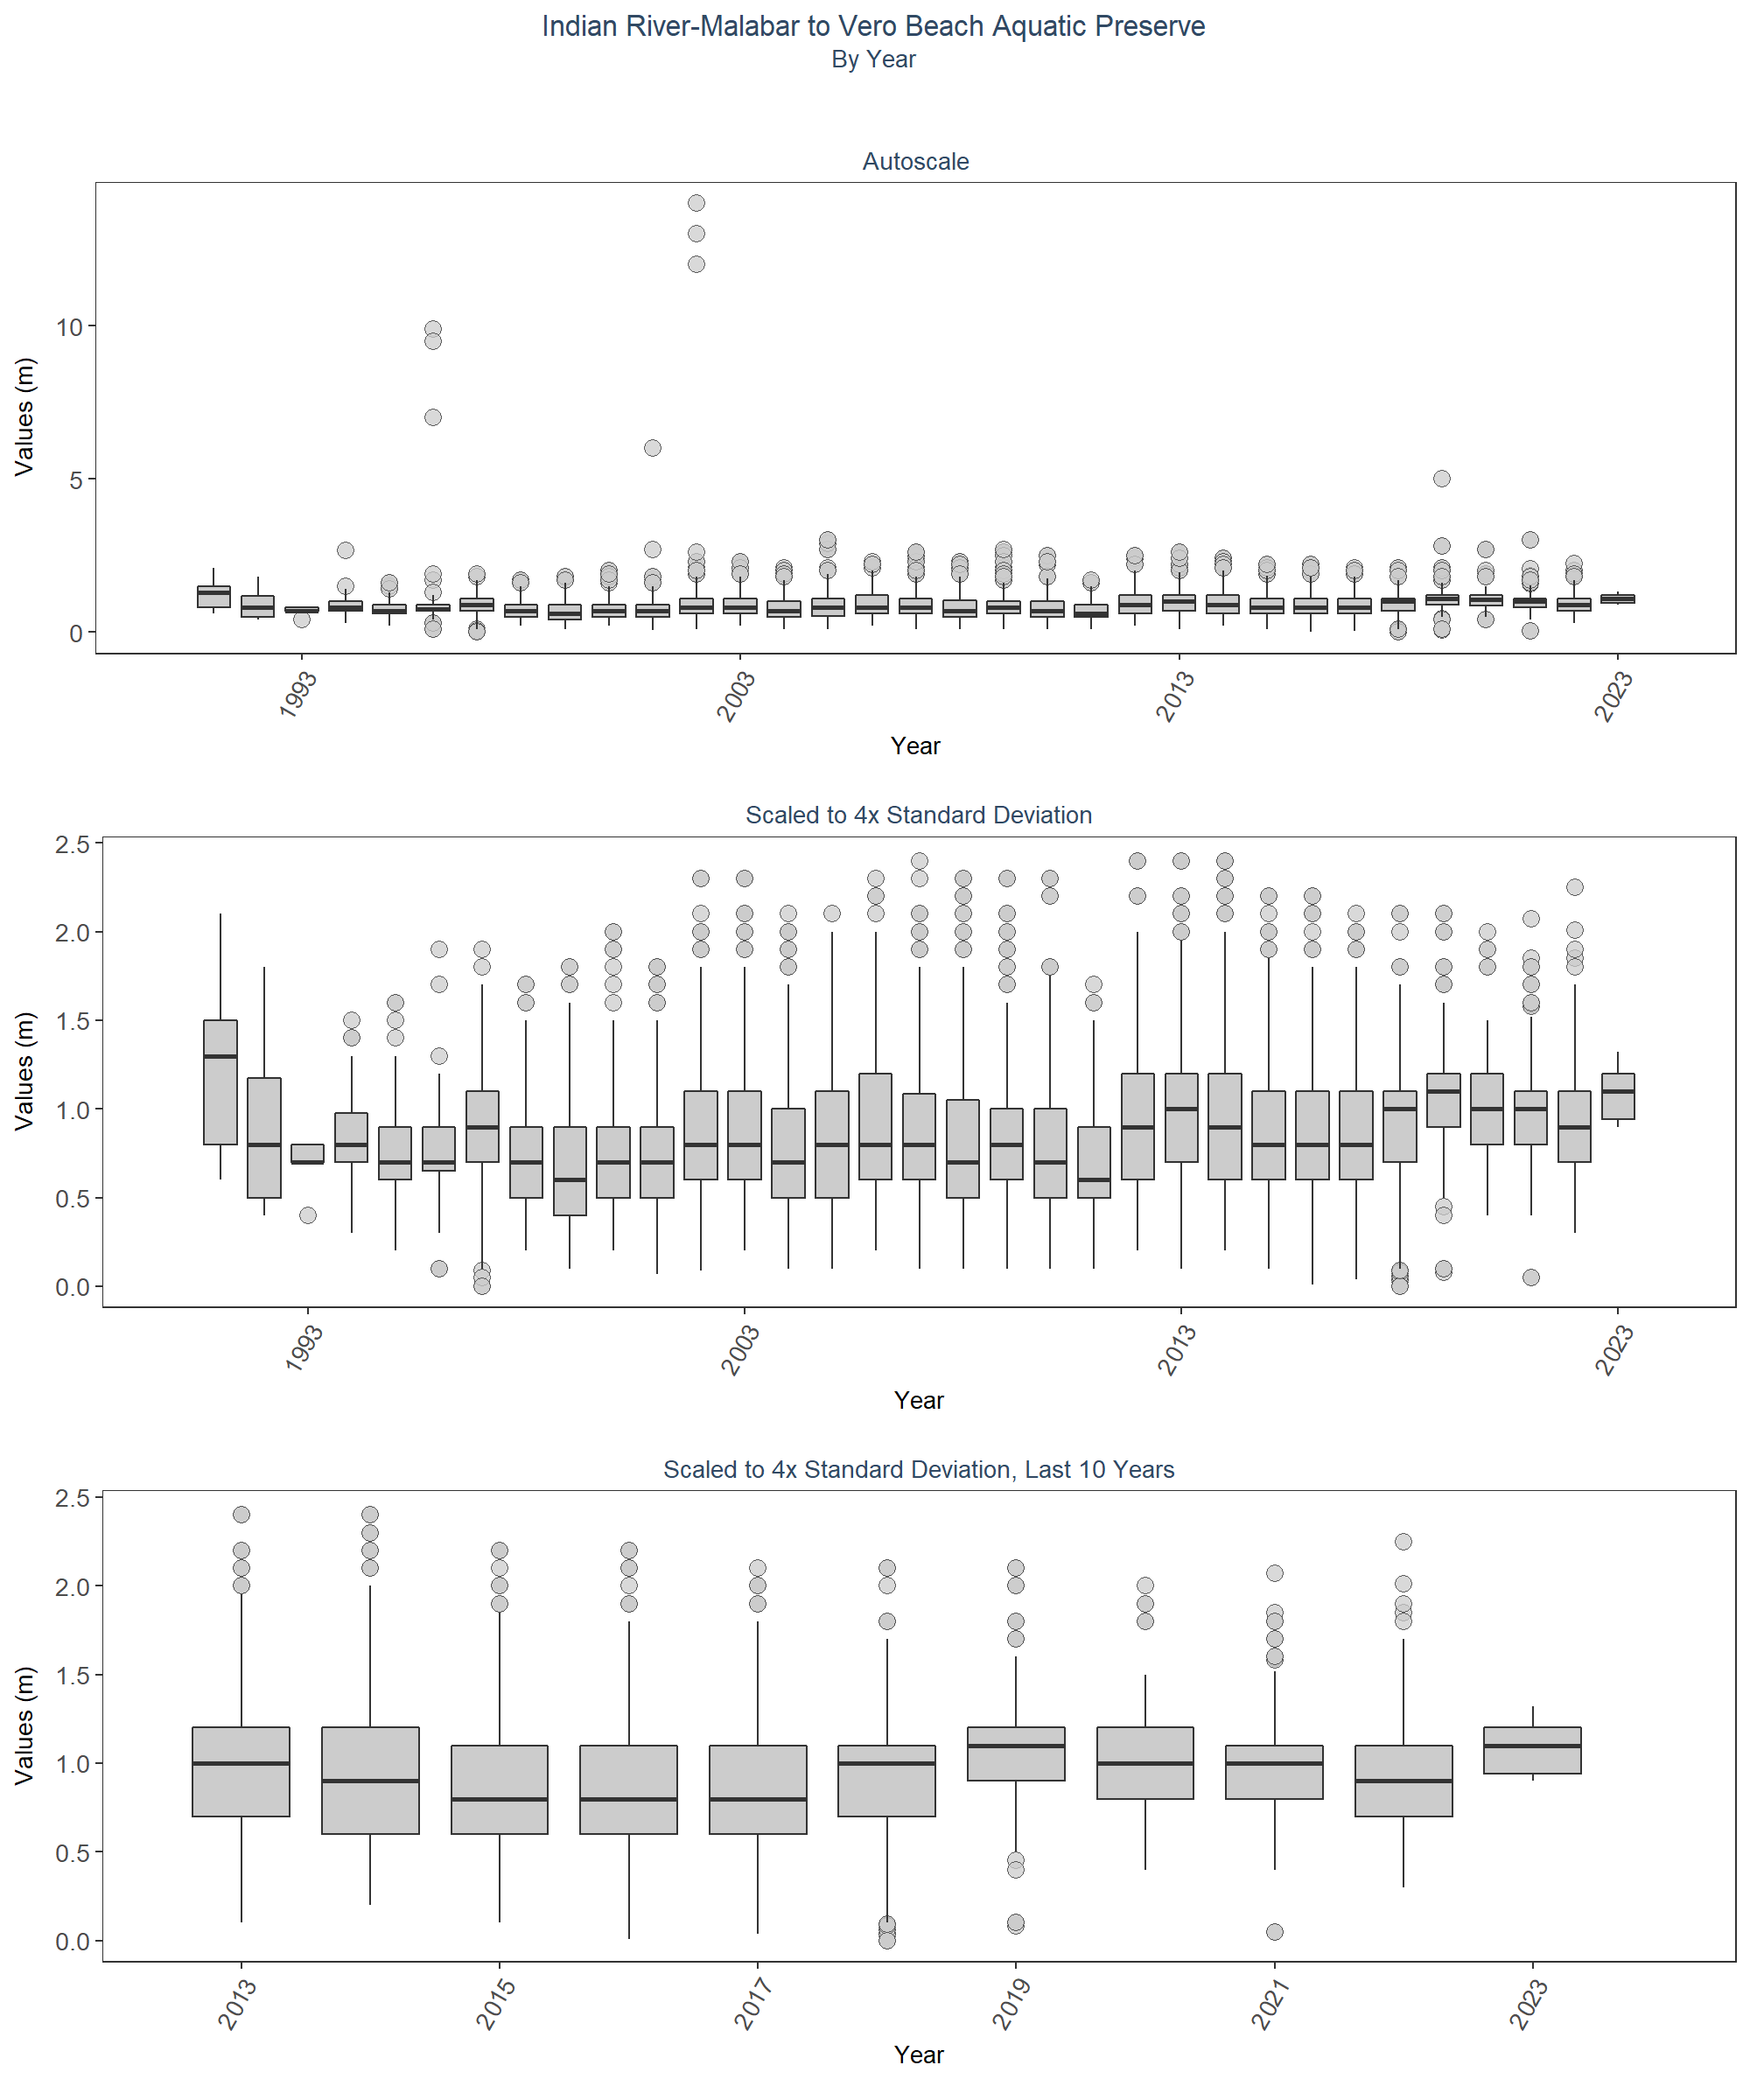 Indian River-Malabar to Vero Beach Aquatic Preserve
By Year
Autoscale
Values (m)
10
5
0
1993
2003
2013
2023
Year
Scaled to 4x Standard Deviation
Values (m)
2.5
2.0
1.5
1.0
0.5
0.0
1993
2003
2013
2023
Year
Scaled to 4x Standard Deviation, Last 10 Years
Values (m)
2.5
2.0
1.5
1.0
0.5
0.0
2013
2015
2017
2019
2021
2023
Year